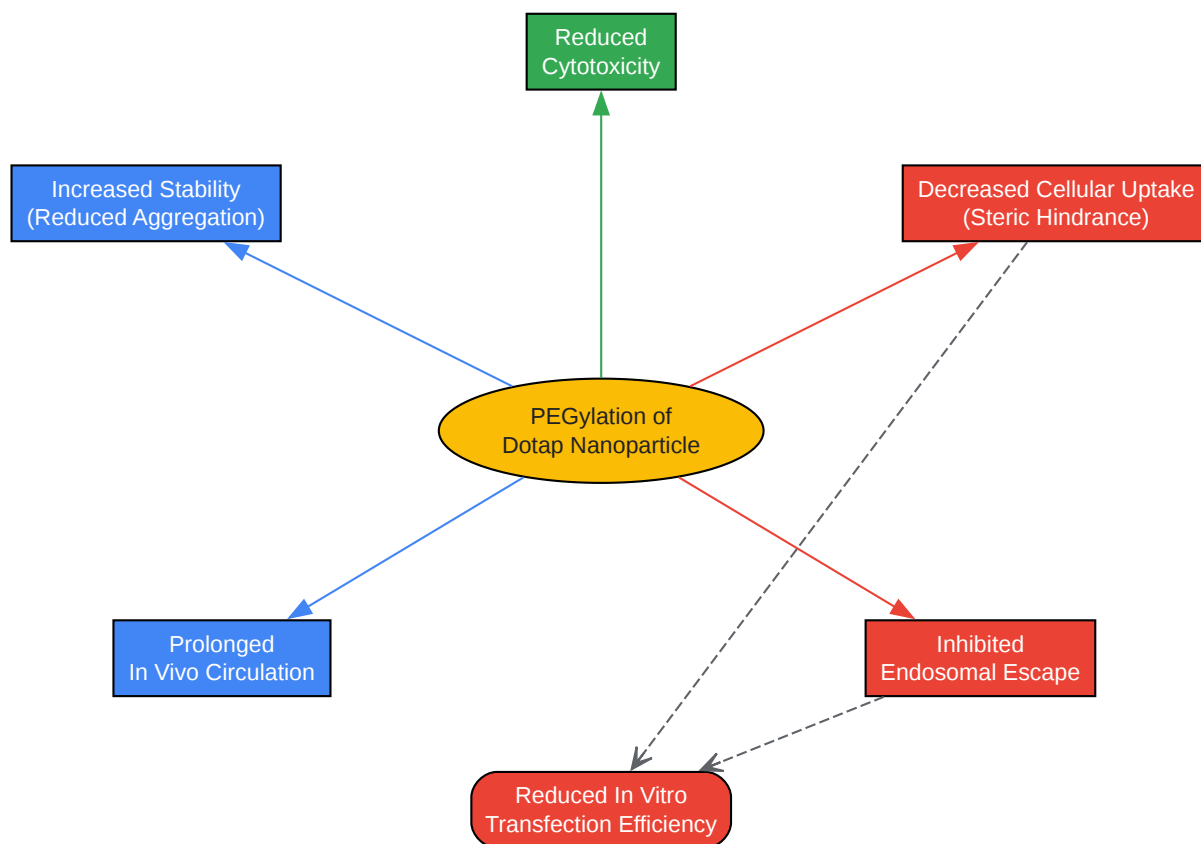 Reduced
Cytotoxicity
Increased Stability
(Reduced Aggregation)
Decreased Cellular Uptake
(Steric Hindrance)
PEGylation of
Dotap Nanoparticle
Prolonged
In Vivo Circulation
Inhibited
Endosomal Escape
Reduced In Vitro
Transfection Efficiency